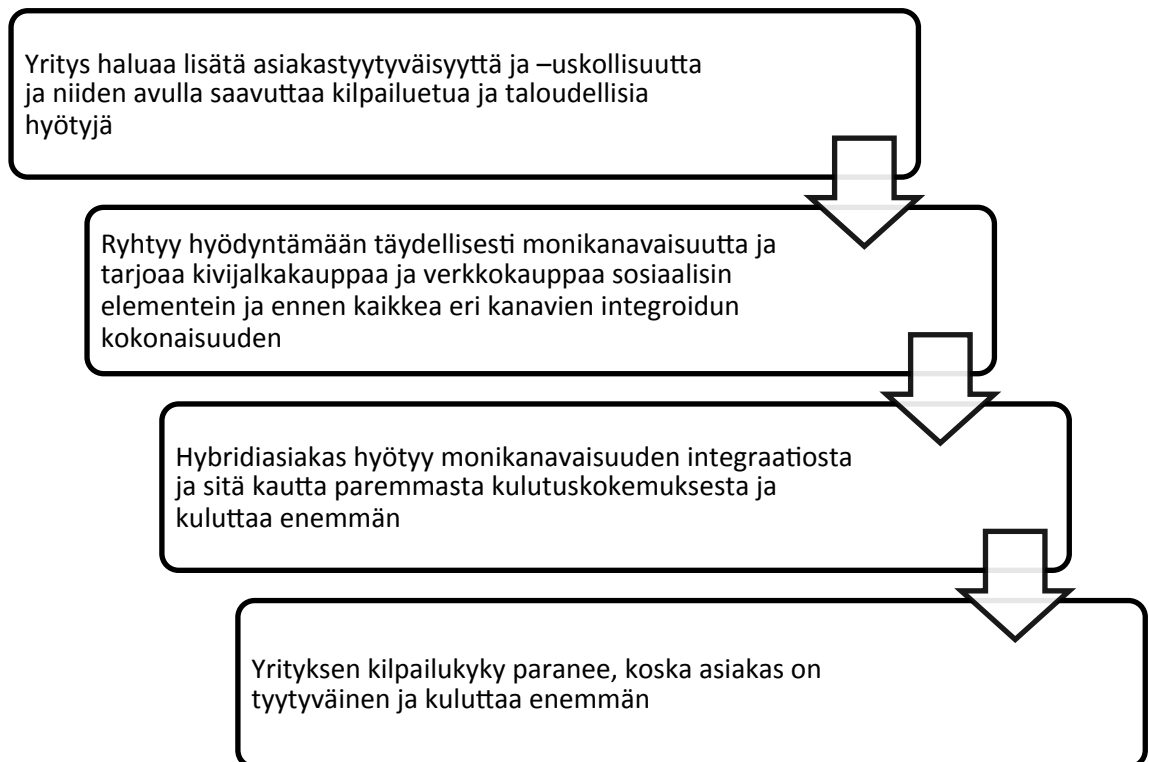 Yritys haluaa lisätä asiakastyytyväisyyttä ja –uskollisuutta
ja niiden avulla saavuttaa kilpailuetua ja taloudellisia
hyötyjä
Ryhtyy hyödyntämään täydellisesti monikanavaisuutta ja
tarjoaa kivijalkakauppaa ja verkkokauppaa sosiaalisin
elementein ja ennen kaikkea eri kanavien integroidun
kokonaisuuden
Hybridiasiakas hyötyy monikanavaisuuden integraatiosta
ja sitä kautta paremmasta kulutuskokemuksesta ja
kuluttaa enemmän
Yrityksen kilpailukyky paranee, koska asiakas on
tyytyväinen ja kuluttaa enemmän